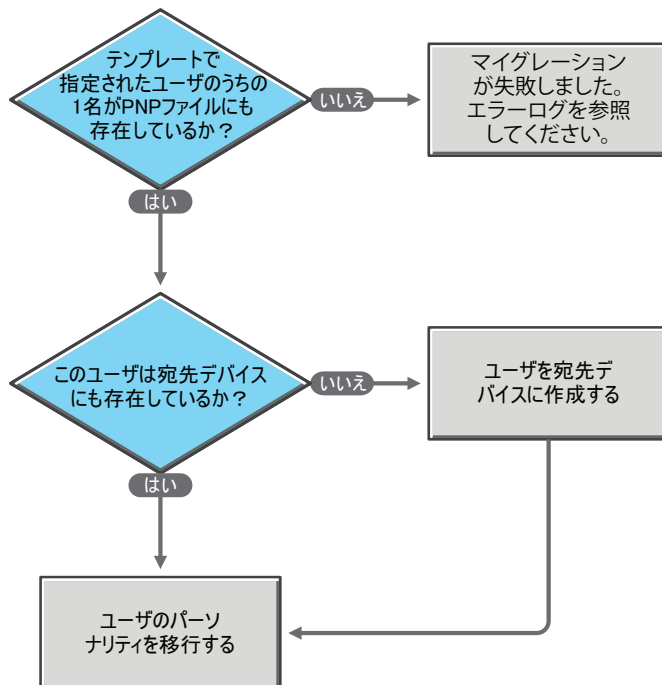 テンプレートで
指定されたユーザのうちの
1名がPNPファイルにも
存在しているか？
いいえ
マイグレーション
が失敗しました。
エラーログを参照
してください。
はい
このユーザは宛先デバイス
にも存在しているか？
いいえ
ユーザを宛先デ
バイスに作成する
はい
ユーザのパーソ
ナリティを移行する